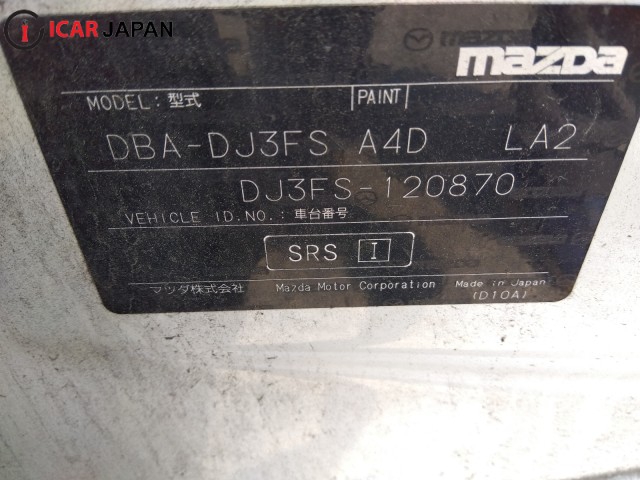 ICAR JAPAN
mazda
MODEL: 型式 PAINT
DBA-DJ3FS A4D LA2
DJ3FS-120870
VEHICLE ID.NO.: 車台番号
SRS I
マツダ株式会社 Mazda Motor Corporation Made in Japan
(D10A)